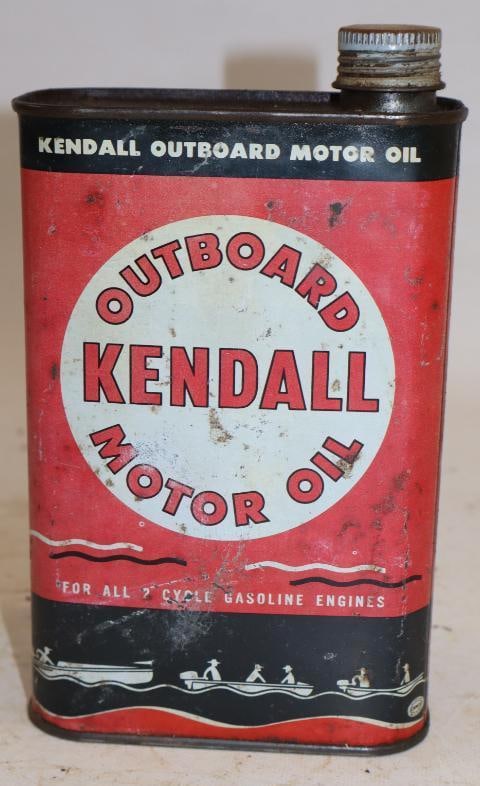 KENDALL OUTBOARD MOTOR OIL
OUTBOARD
KENDALL
MOTOR OIL
FOR ALL 2 CYCLE GASOLINE ENGINES